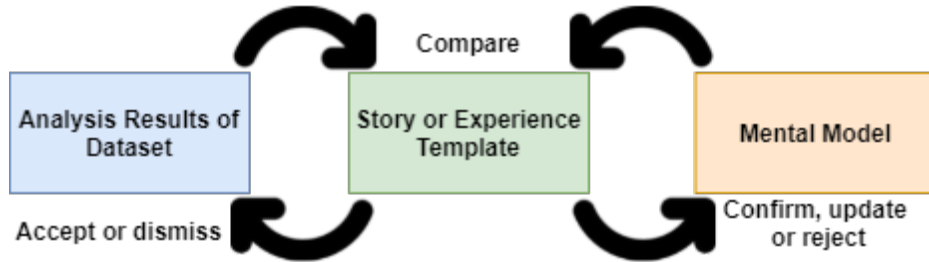 Compare
Analysis Results of
Dataset
Story or Experience
Template
Mental Model
Accept or dismiss
Confirm, update
or reject